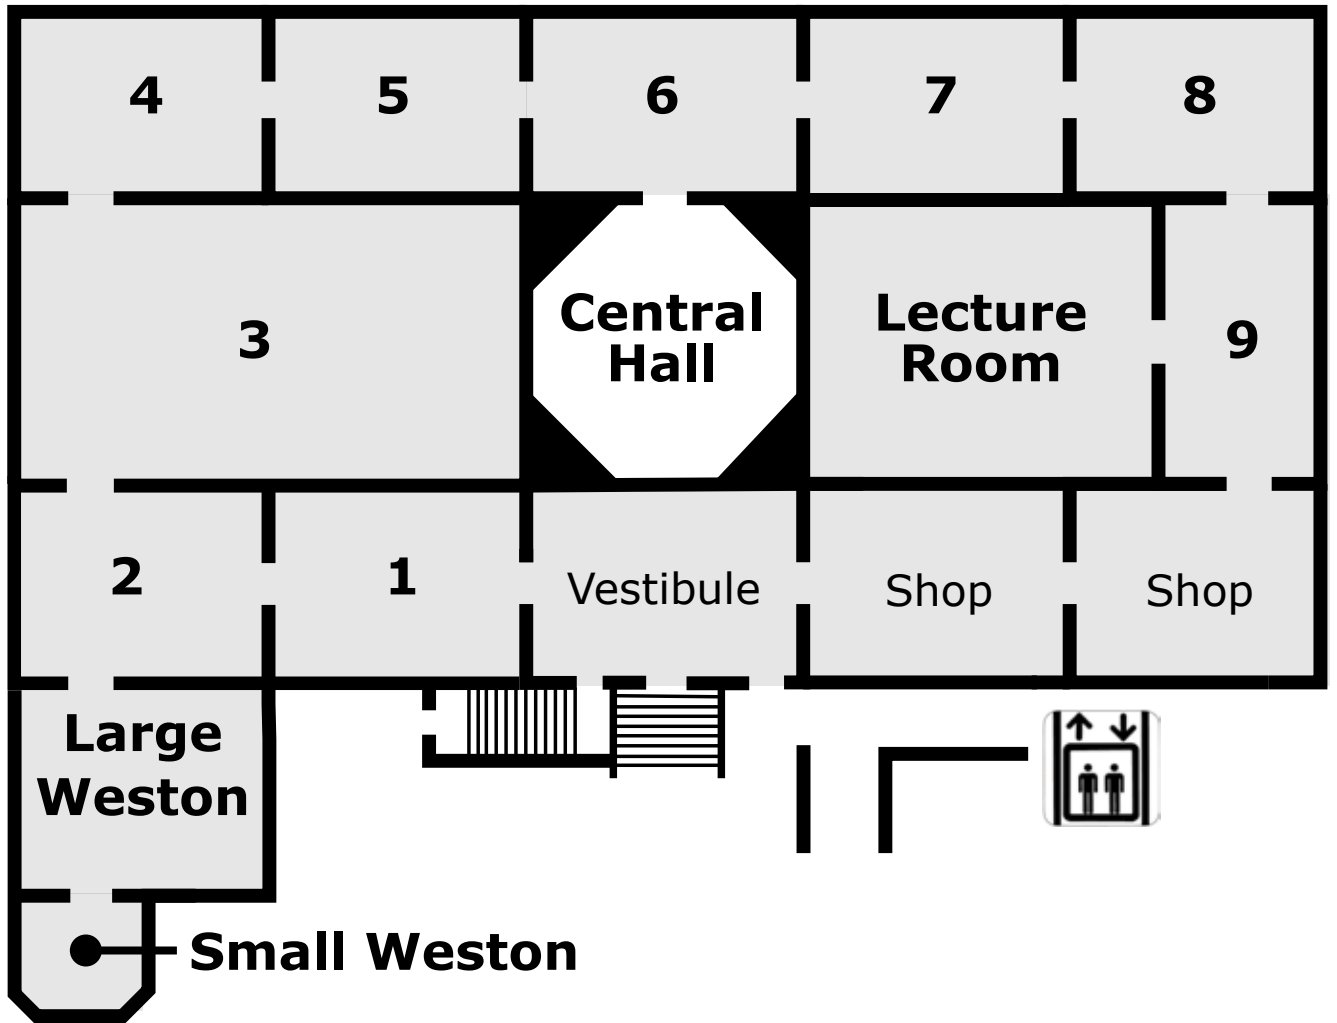 4
5
6
7
8
3
Central
Hall
Lecture
Room
9
2
1
Vestibule
Shop
Shop
Large
Weston
Small Weston